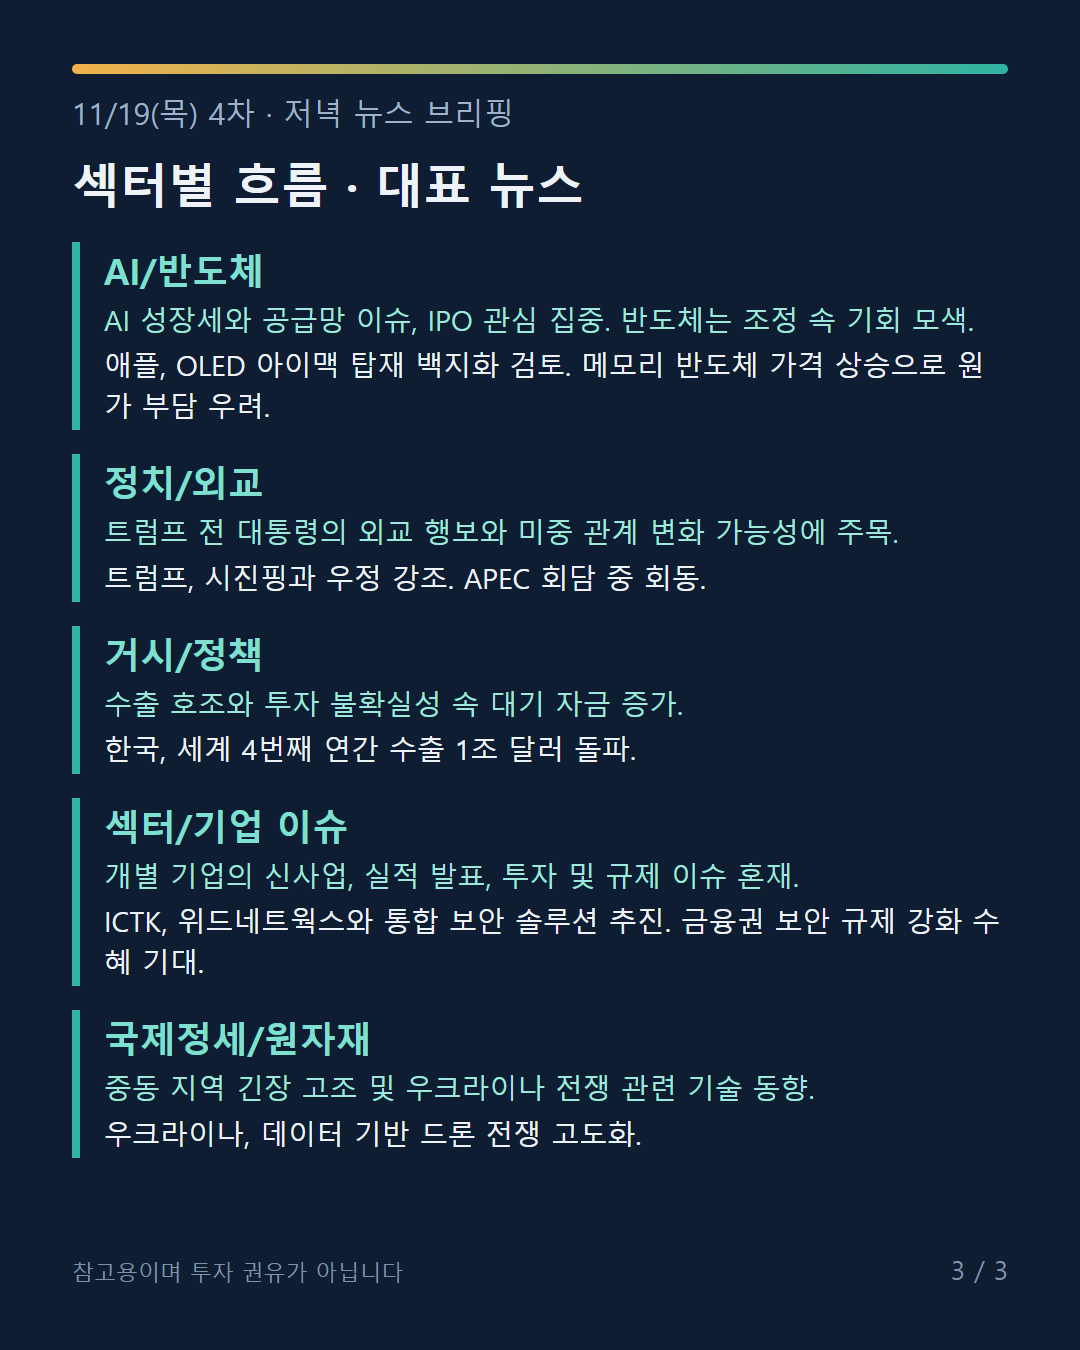 11/19(목) 4차 · 저녁 뉴스 브리핑
섹터별 흐름 · 대표 뉴스
AI/반도체
AI 성장세와 공급망 이슈, IPO 관심 집중. 반도체는 조정 속 기회 모색.
애플, OLED 아이맥 탑재 백지화 검토. 메모리 반도체 가격 상승으로 원
가 부담 우려.
정치/외교
트럼프 전 대통령의 외교 행보와 미중 관계 변화 가능성에 주목.
트럼프, 시진핑과 우정 강조. APEC 회담 중 회동.
거시/정책
수출 호조와 투자 불확실성 속 대기 자금 증가.
한국, 세계 4번째 연간 수출 1조 달러 돌파.
섹터/기업 이슈
개별 기업의 신사업, 실적 발표, 투자 및 규제 이슈 혼재.
ICTK, 위드네트웍스와 통합 보안 솔루션 추진. 금융권 보안 규제 강화 수
혜 기대.
국제정세/원자재
중동 지역 긴장 고조 및 우크라이나 전쟁 관련 기술 동향.
우크라이나, 데이터 기반 드론 전쟁 고도화.
참고용이며 투자 권유가 아닙니다
3 / 3